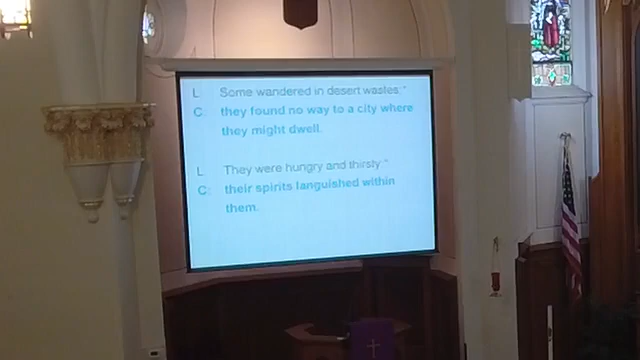 L: Some wandered in desert wastes;*
C: they found no way to a city where
they might dwell.
L: They were hungry and thirsty;*
C: their spirits languished within
them.